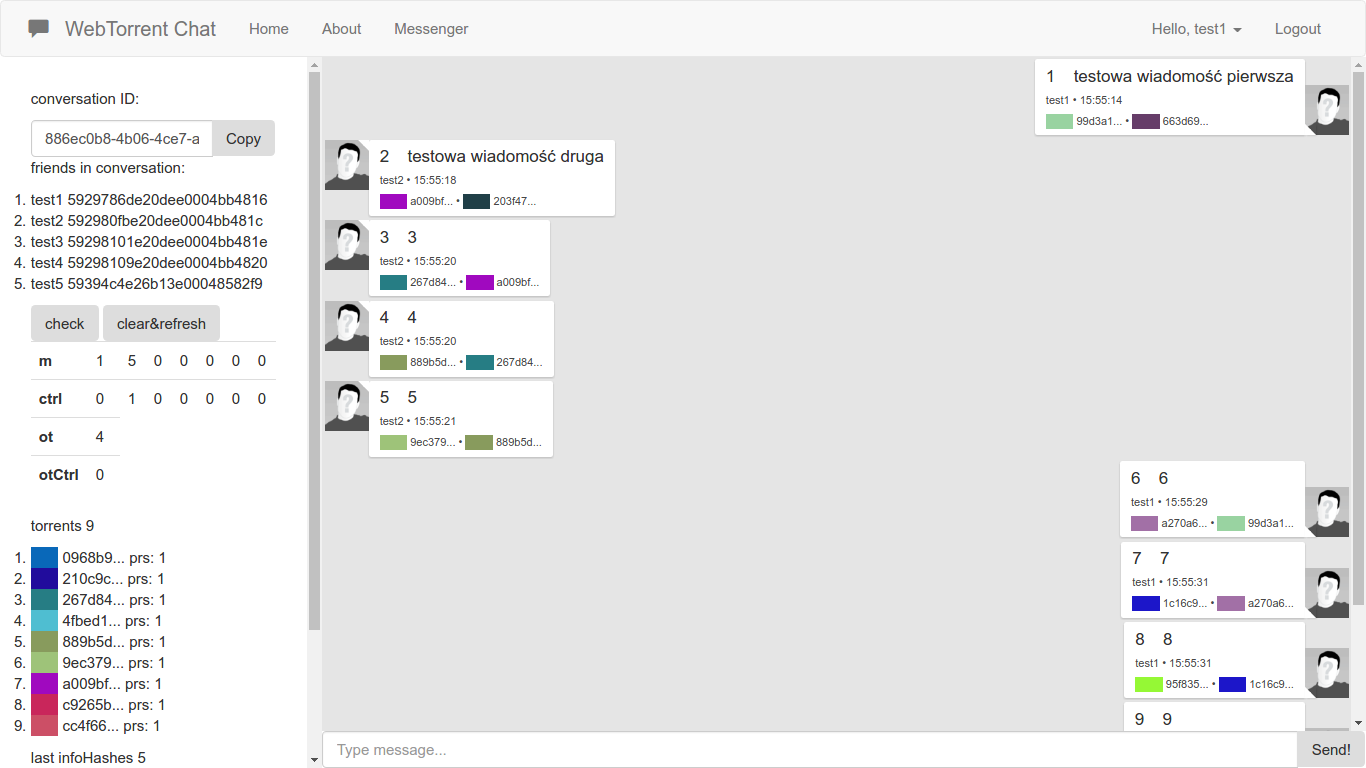 WebTorrent Chat Home About Messenger Hello, test1 Logout
conversation ID:
886ec0b8-4b06-4ce7-a Copy
friends in conversation:
1. test1 5929786de20dee0004bb4816
2. test2 592980fbe20dee0004bb481c
3. test3 59298101e20dee0004bb481e
4. test4 59298109e20dee0004bb4820
5. test5 59394c4e26b13e00048582f9
check clear&refresh
m 1 5 0 0 0 0 0
ctrl 0 1 0 0 0 0 0
ot 4
otCtrl 0
torrents 9
1. 0968b9... prs: 1
2. 210c9c... prs: 1
3. 267d84... prs: 1
4. 4fbed1... prs: 1
5. 889b5d... prs: 1
6. 9ec379... prs: 1
7. a009bf... prs: 1
8. c9265b... prs: 1
9. cc4f66... prs: 1
last infoHashes 5
1 testowa wiadomość pierwsza
test1 • 15:55:14
99d3a1... • 663d69...
2 testowa wiadomość druga
test2 • 15:55:18
a009bf... • 203f47...
3 3
test2 • 15:55:20
267d84... • a009bf...
4 4
test2 • 15:55:20
889b5d... • 267d84...
5 5
test2 • 15:55:21
9ec379... • 889b5d...
6 6
test1 • 15:55:29
a270a6... • 99d3a1...
7 7
test1 • 15:55:31
1c16c9... • a270a6...
8 8
test1 • 15:55:31
95f835... • 1c16c9...
9 9
Type message... Send!